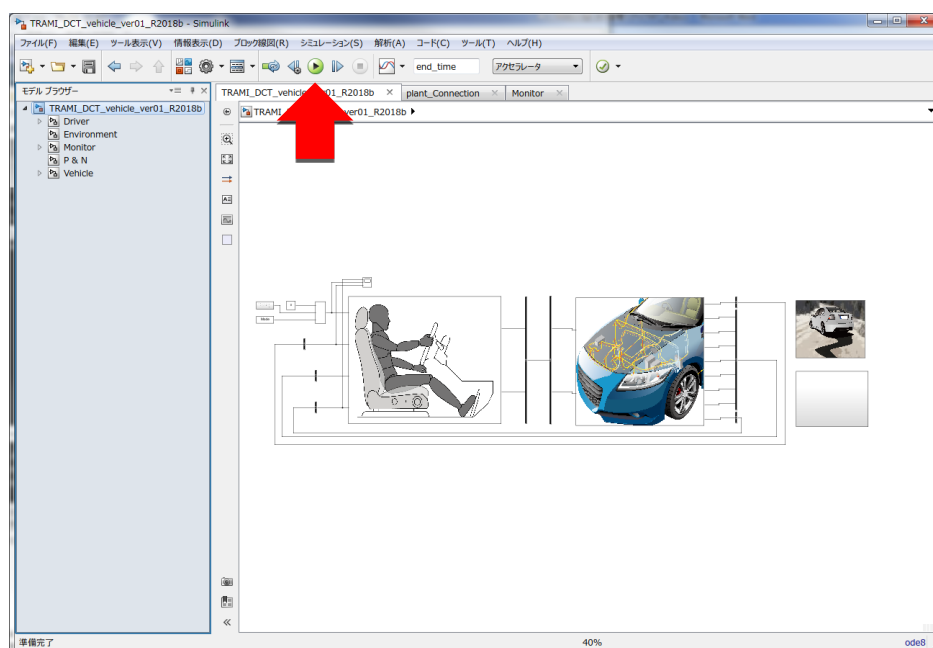 TRAMI_DCT_vehicle_ver01_R2018b - Simulink
ファイル(F) 編集(E) ツール表示(V) 情報表示(D) ブロック線図(R) シミュレーション(S) 解析(A) コード(C) ツール(T) ヘルプ(H)
end_time アクセラレータ
モデル ブラウザー
TRAMI_DCT_vehicle_ver01_R2018b
Driver
Environment
Monitor
P & N
Vehicle
TRAMI_DCT_vehicle_ver01_R2018b plant_Connection Monitor
TRAMI ver01_R2018b
準備完了 40% ode8